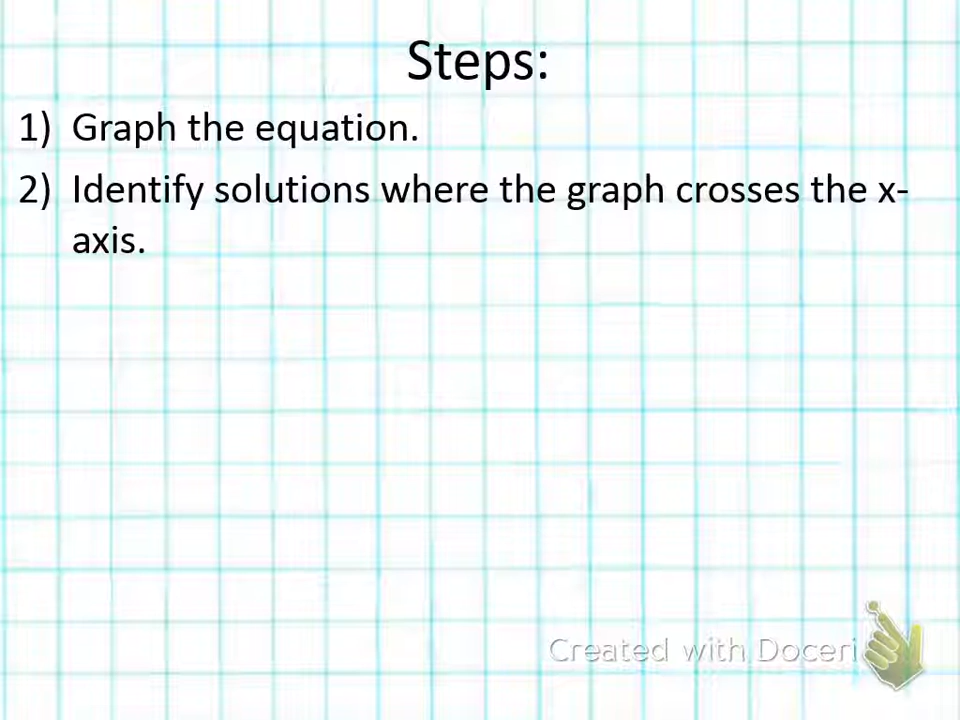 Steps:
1) Graph the equation.
2) Identify solutions where the graph crosses the x-
axis.
Created with Doceri